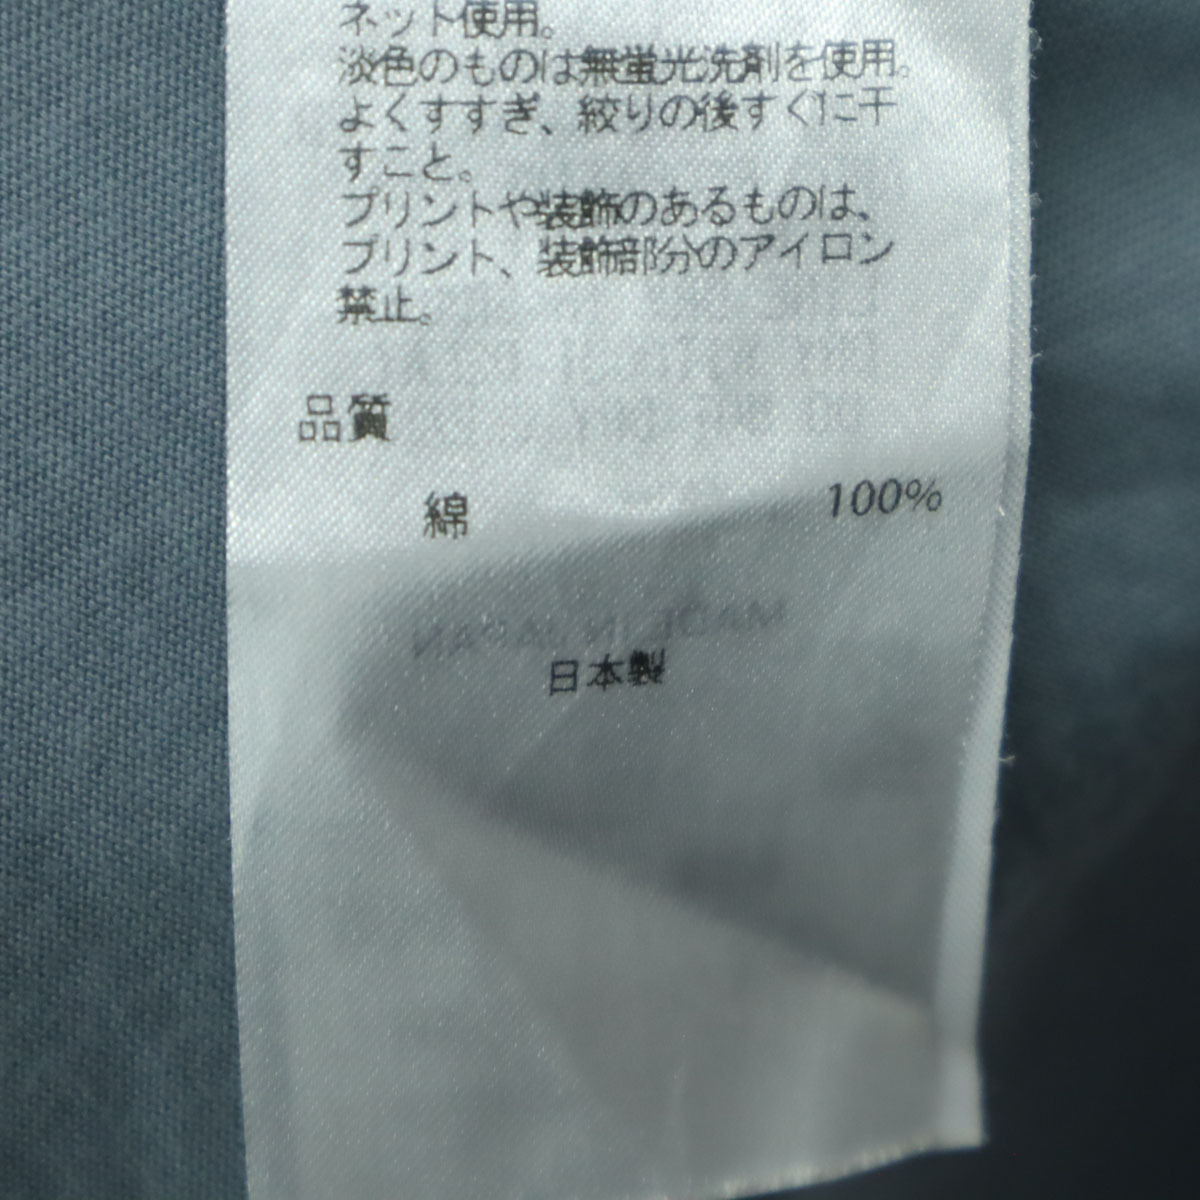 ネット使用。
淡色のものは無蛍光洗剤を使用。
よくすすぎ、絞りの後すぐに干
すこと。
プリントや装飾のあるものは、
プリント、装飾部分のアイロン
禁止。
品質
綿 100%
MADE IN JAPAN
日本製